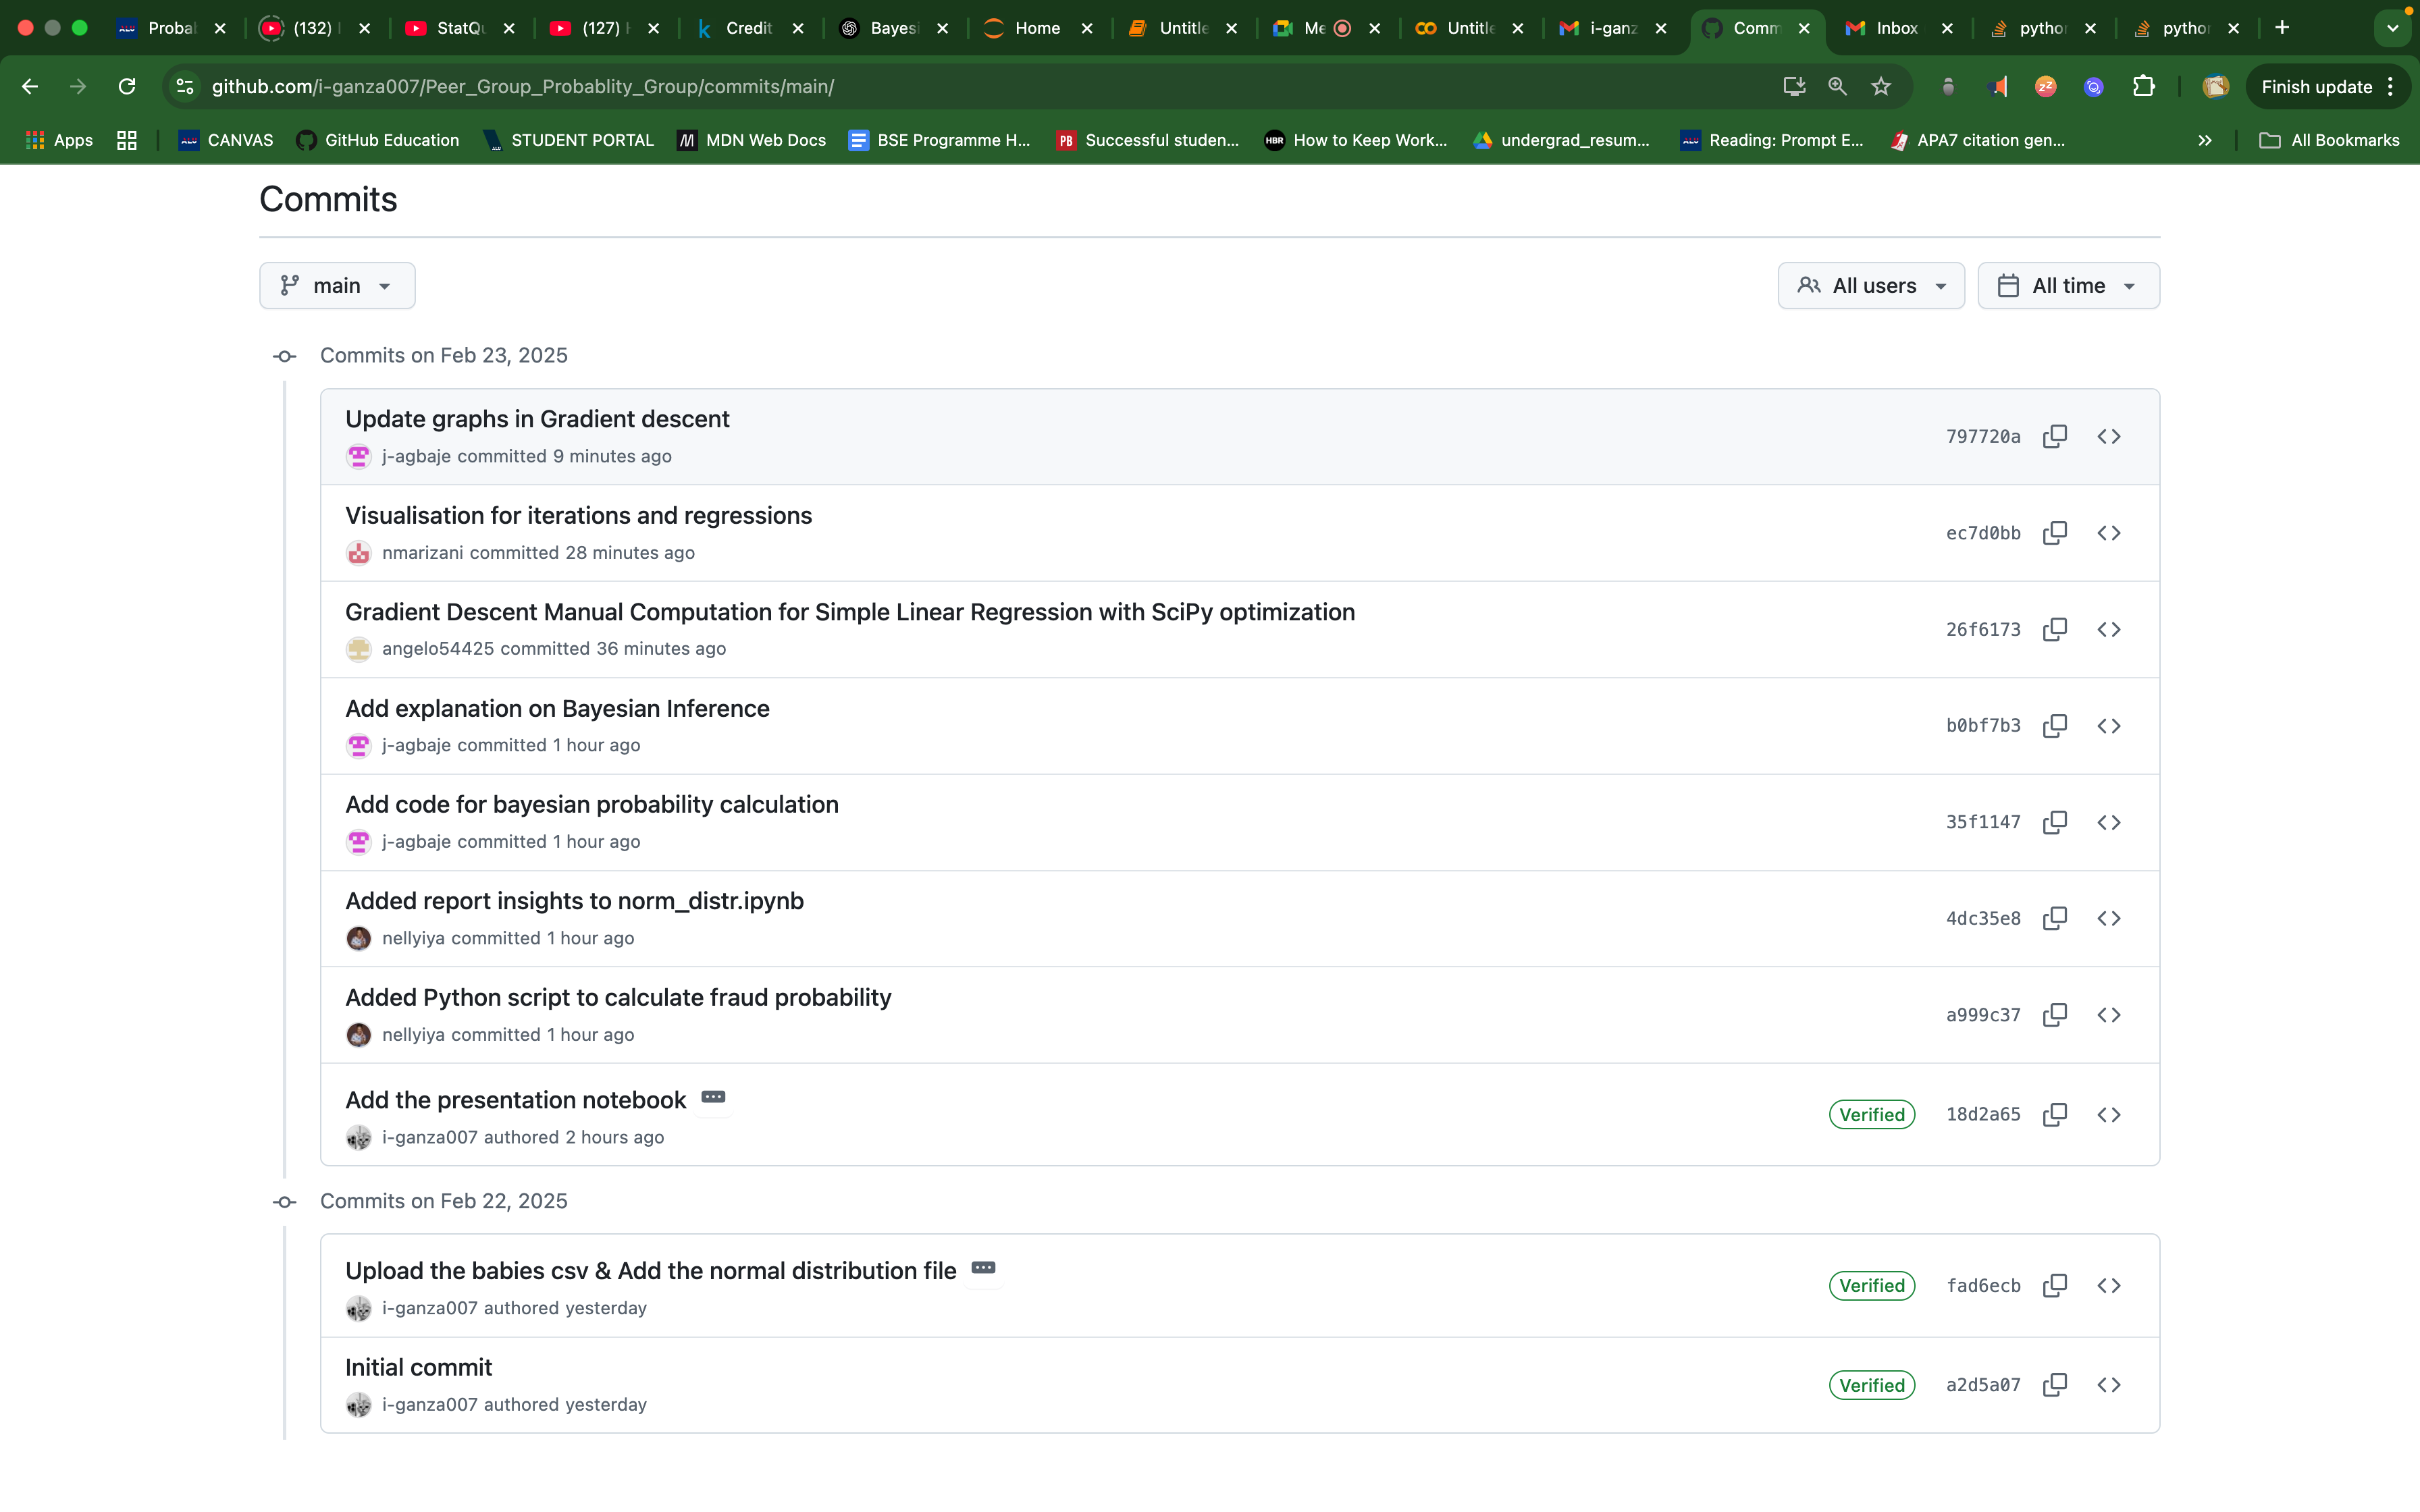 Probal
(132) I
StatQu
(127) H
Credit
Bayesi
Home
Untitle
Me
Untitle
i-ganz
Comm
Inbox
python
python
github.com/i-ganza007/Peer_Group_Probablity_Group/commits/main/
Finish update
Apps
CANVAS
GitHub Education
STUDENT PORTAL
MDN Web Docs
BSE Programme H...
Successful studen...
How to Keep Work...
undergrad_resum...
Reading: Prompt E...
APA7 citation gen...
All Bookmarks
Commits
main
All users
All time
Commits on Feb 23, 2025
Update graphs in Gradient descent
j-agbaje committed 9 minutes ago
797720a
Visualisation for iterations and regressions
nmarizani committed 28 minutes ago
ec7d0bb
Gradient Descent Manual Computation for Simple Linear Regression with SciPy optimization
angelo54425 committed 36 minutes ago
26f6173
Add explanation on Bayesian Inference
j-agbaje committed 1 hour ago
b0bf7b3
Add code for bayesian probability calculation
j-agbaje committed 1 hour ago
35f1147
Added report insights to norm_distr.ipynb
nellyiya committed 1 hour ago
4dc35e8
Added Python script to calculate fraud probability
nellyiya committed 1 hour ago
a999c37
Add the presentation notebook
i-ganza007 authored 2 hours ago
Verified
18d2a65
Commits on Feb 22, 2025
Upload the babies csv & Add the normal distribution file
i-ganza007 authored yesterday
Verified
fad6ecb
Initial commit
i-ganza007 authored yesterday
Verified
a2d5a07